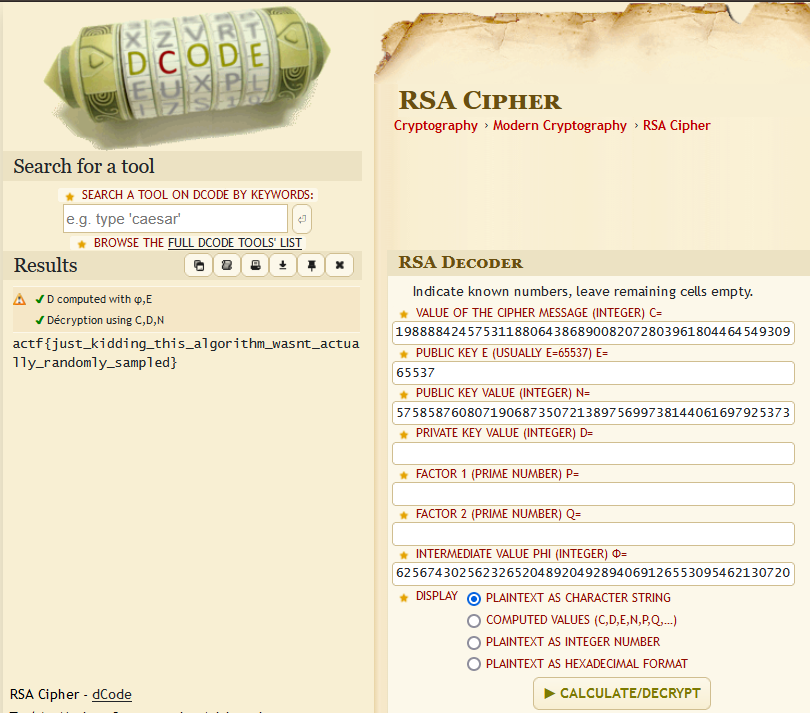 X Z V R T
D C O D E
E U X P L
Search for a tool
SEARCH A TOOL ON DCODE BY KEYWORDS:
e.g. type 'caesar'
BROWSE THE FULL DCODE TOOLS' LIST
Results
D computed with φ,E
Décryption using C,D,N
actf{just_kidding_this_algorithm_wasnt_actua
lly_randomly_sampled}
RSA Cipher - dCode
RSA CIPHER
Cryptography › Modern Cryptography › RSA Cipher
RSA DECODER
Indicate known numbers, leave remaining cells empty.
VALUE OF THE CIPHER MESSAGE (INTEGER) C=
19888842457531188064386890082072803961804464549309
PUBLIC KEY E (USUALLY E=65537) E=
65537
PUBLIC KEY VALUE (INTEGER) N=
57585876080719068735072138975699738144061697925373
PRIVATE KEY VALUE (INTEGER) D=
FACTOR 1 (PRIME NUMBER) P=
FACTOR 2 (PRIME NUMBER) Q=
INTERMEDIATE VALUE PHI (INTEGER) Φ=
62567430256232652048920492894069126553095462130720
DISPLAY
PLAINTEXT AS CHARACTER STRING
COMPUTED VALUES (C,D,E,N,P,Q,...)
PLAINTEXT AS INTEGER NUMBER
PLAINTEXT AS HEXADECIMAL FORMAT
▶ CALCULATE/DECRYPT